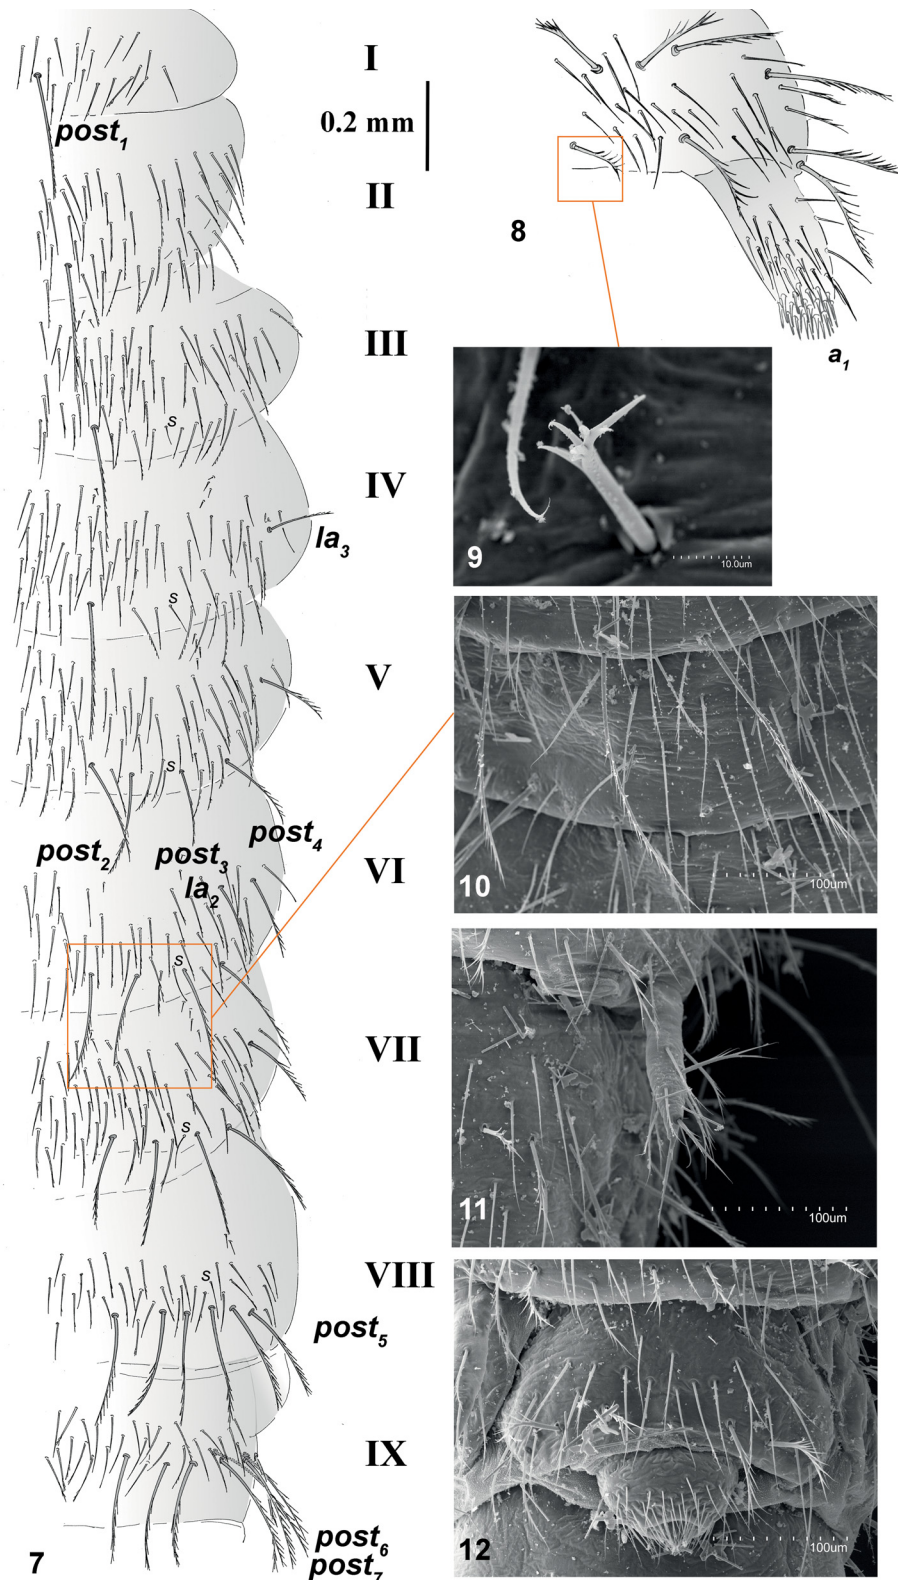 I
0.2 mm
post1
II
8
a1
III
s
IV
la3
9
10.0um
s
V
s
post2
post3
post4
la2
VI
10
100um
s
VII
s
11
100um
VIII
s
post5
IX
post6
post7
7
12
100um